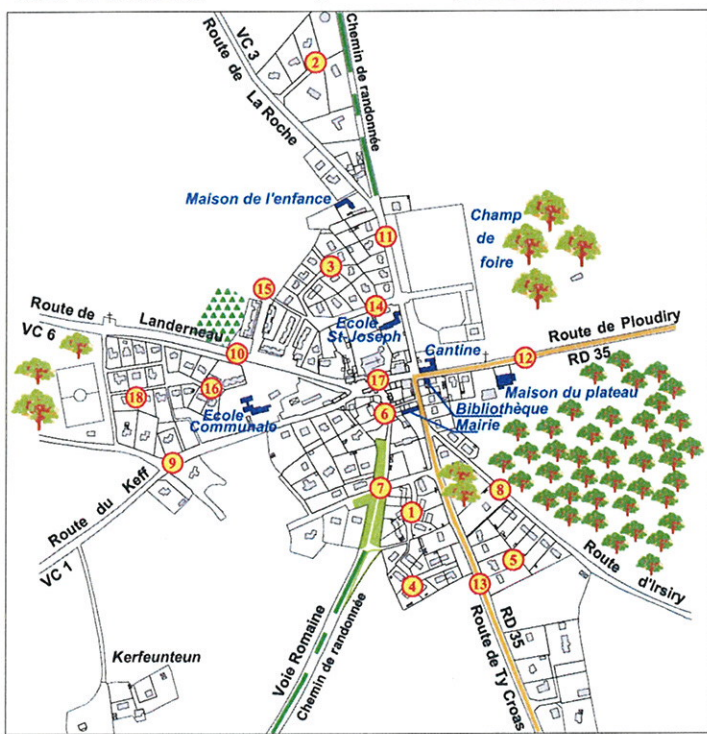 VC 3
Route de
La Roche
Chemin de randonnée
2
Maison de l'enfance
11
Champ
de
foire
3
15
14
Ecole
St-Joseph
Route de
Landerneau
VC 6
10
Cantine
12
Route de Ploudiry
RD 35
17
Maison du plateau
Bibliothèque
Mairie
16
18
Ecole
Communale
6
9
Route du Keff
VC 1
7
1
8
5
4
13
Route
d'Irsiry
RD 35
Route de Ty Croas
Voie Romaine
Chemin de randonnée
Kerfeunteun